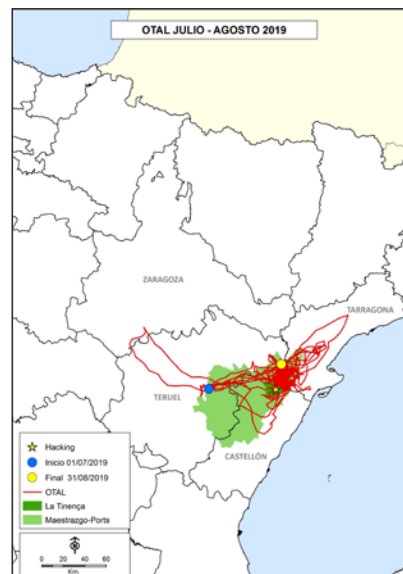 OTAL JULIO - AGOSTO 2019
ZARAGOZA
TARRAGONA
TERUEL
CASTELLÓN
Hacking
Inicio 01/07/2019
Final 31/08/2019
OTAL
La Tinença
Maestrazgo-Ports
0 20 40 60
Km